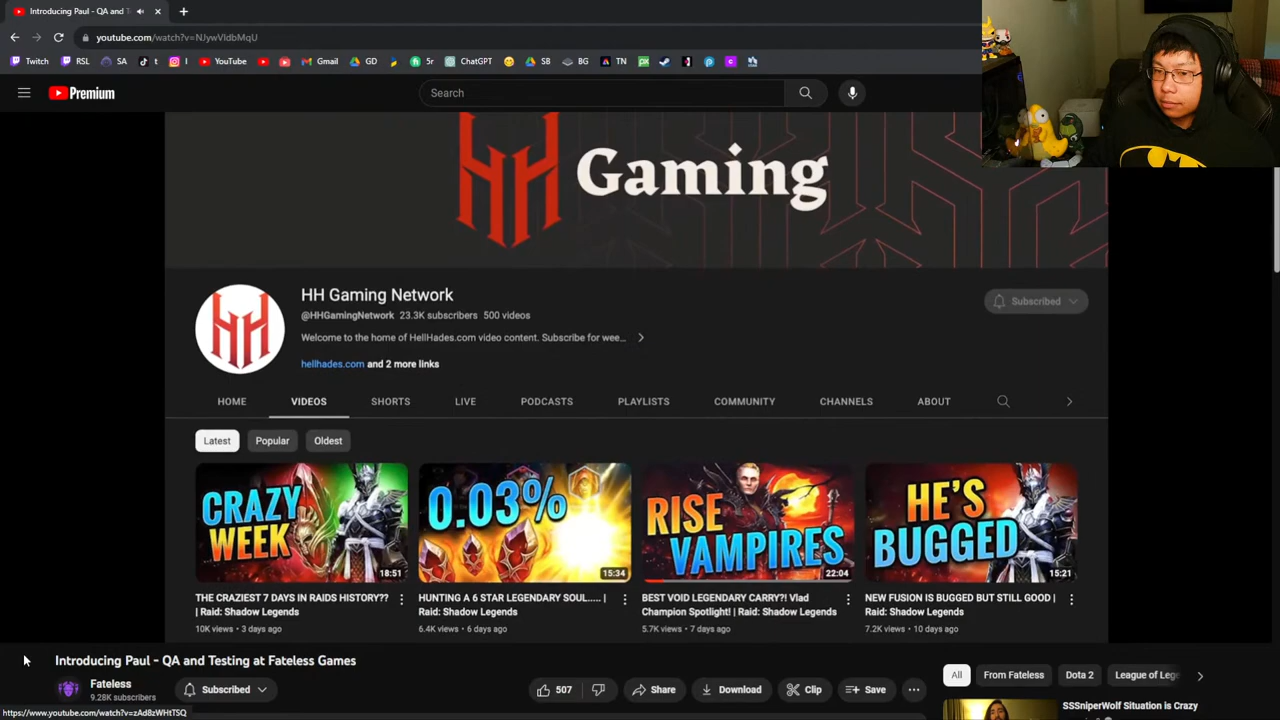 Introducing Paul - QA and T
youtube.com/watch?v=NJywVldbMqU
Twitch RSL SA t I YouTube Gmail GD 5r ChatGPT SB BG TN
Premium
Search
HH Gaming
HH Gaming Network
@HHGamingNetwork 23.3K subscribers 500 videos
Subscribed
Welcome to the home of HellHades.com video content. Subscribe for wee...
hellhades.com and 2 more links
HOME VIDEOS SHORTS LIVE PODCASTS PLAYLISTS COMMUNITY CHANNELS ABOUT
Latest Popular Oldest
CRAZY WEEK
18:51
0.03%
15:34
RISE VAMPIRES
22:04
HE'S BUGGED
15:21
THE CRAZIEST 7 DAYS IN RAIDS HISTORY?? | Raid: Shadow Legends
10K views • 3 days ago
HUNTING A 6 STAR LEGENDARY SOUL..... | Raid: Shadow Legends
6.4K views • 6 days ago
BEST VOID LEGENDARY CARRY?! Vlad Champion Spotlight! | Raid: Shadow Legends
5.7K views • 7 days ago
NEW FUSION IS BUGGED BUT STILL GOOD | Raid: Shadow Legends
7.2K views • 10 days ago
Introducing Paul - QA and Testing at Fateless Games
Fateless
9.28K subscribers
Subscribed
507 Share Download Clip Save
All From Fateless Dota 2 League of Leg
SSSniperWolf Situation is Crazy
https://www.youtube.com/watch?v=zAd8zWHtTSQ